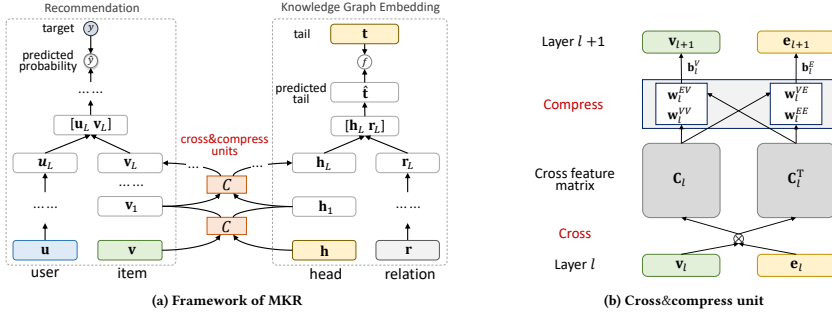 Recommendation
Knowledge Graph Embedding
target
y
predicted
probability
ŷ
... ...
[u_L v_L]
u_L
v_L
... ...
... ...
v_1
u
v
user
item
cross&compress
units
...
...
C
C
tail
t
f
predicted
tail
t̂
[h_L r_L]
h_L
r_L
h_1
... ...
h
r
head
relation
(a) Framework of MKR
Layer l + 1
v_{l+1}
e_{l+1}
b_l^V
b_l^E
Compress
w_l^{EV}
w_l^{VV}
w_l^{VE}
w_l^{EE}
Cross feature
matrix
C_l
C_l^T
Cross
Layer l
v_l
e_l
(b) Cross&compress unit